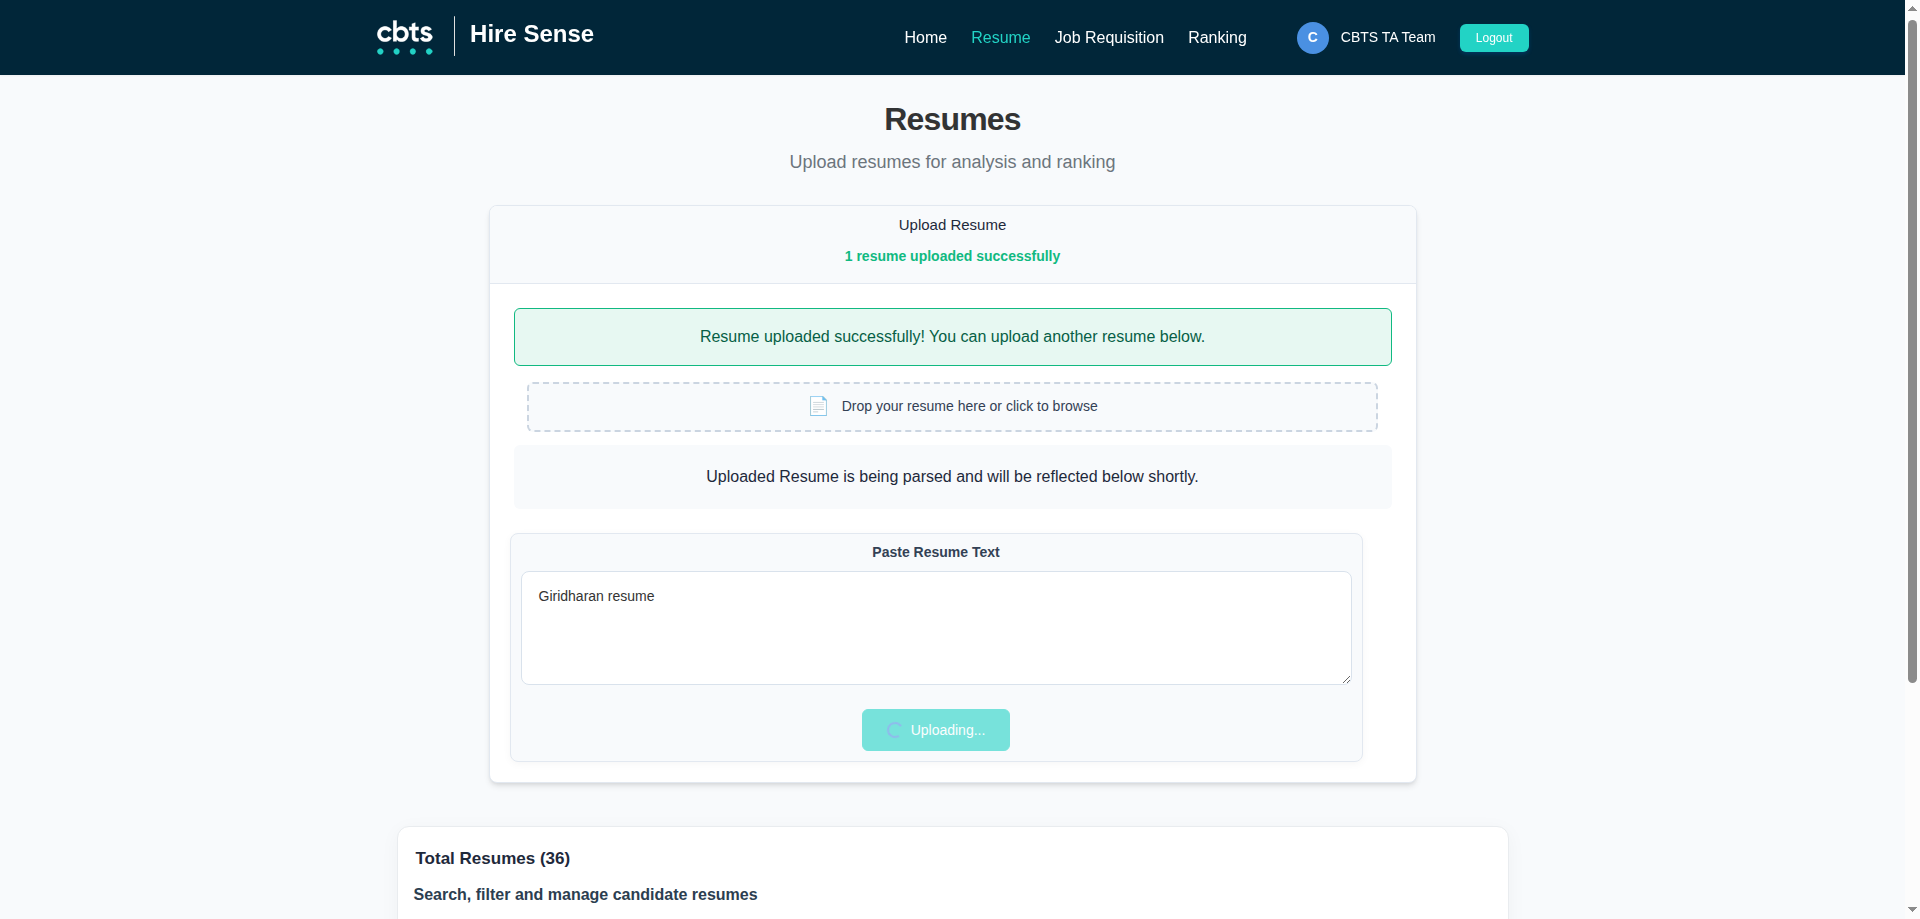 cbts
Hire Sense
Home Resume Job Requisition Ranking
C CBTS TA Team
Logout
Resumes
Upload resumes for analysis and ranking
Upload Resume
1 resume uploaded successfully
Resume uploaded successfully! You can upload another resume below.
Drop your resume here or click to browse
Uploaded Resume is being parsed and will be reflected below shortly.
Paste Resume Text
Giridharan resume
Uploading...
Total Resumes (36)
Search, filter and manage candidate resumes